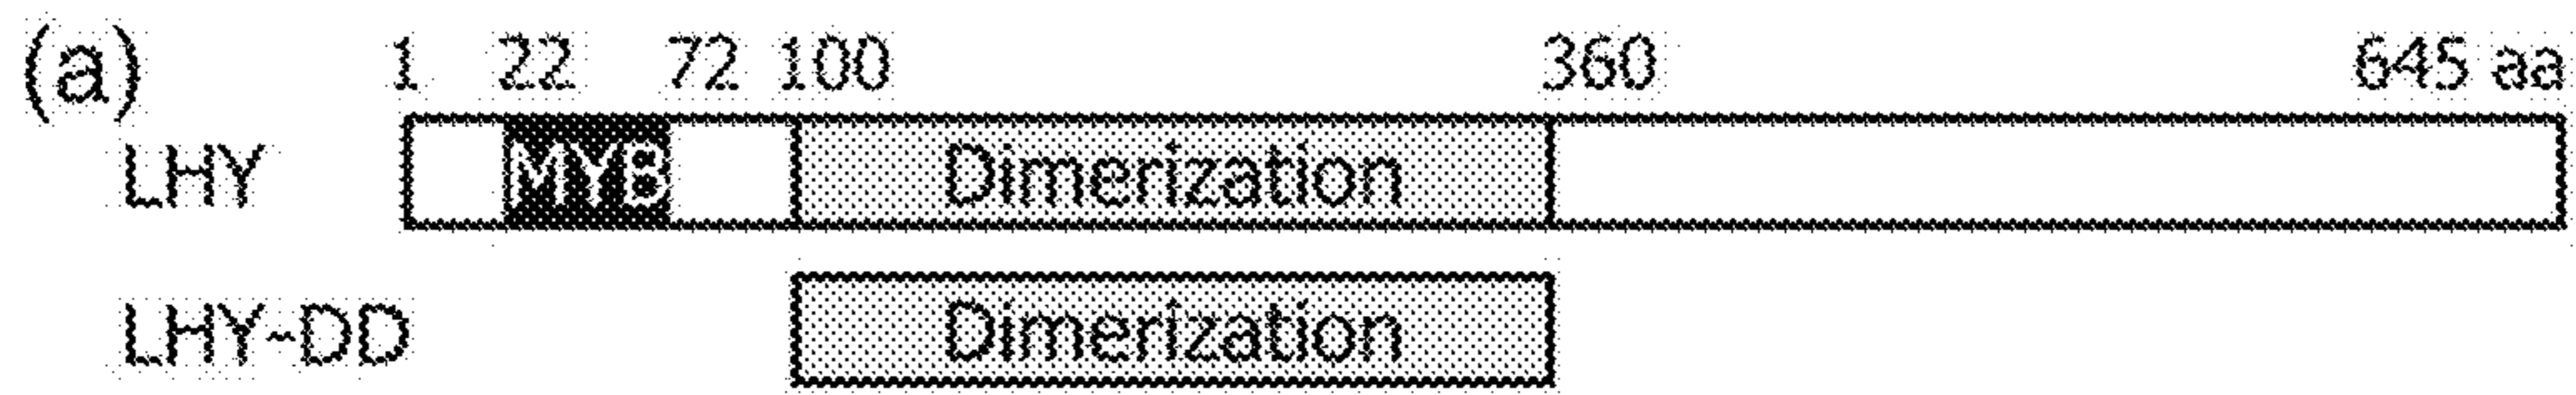 (a) 1 22 72 100 360 645 aa
LHY MYB Dimerization
LHY-DD Dimerization